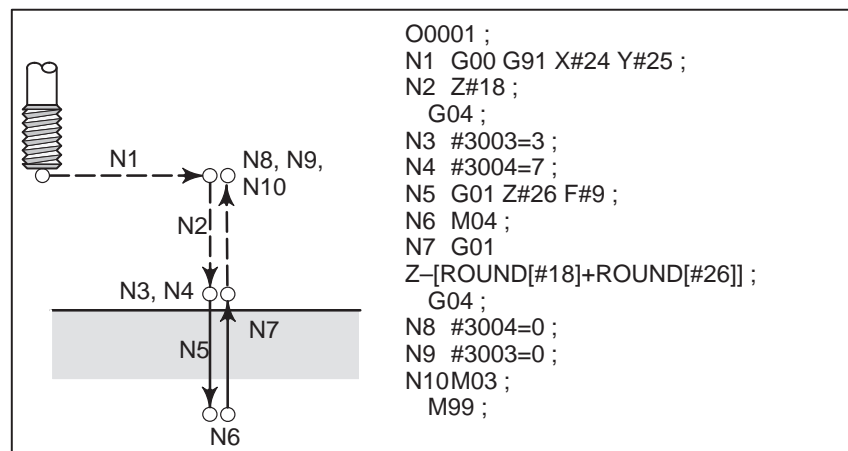 N1
N8, N9,
N10
N2
N3, N4
N7
N5
N6
O0001 ;
N1 G00 G91 X#24 Y#25 ;
N2 Z#18 ;
G04 ;
N3 #3003=3 ;
N4 #3004=7 ;
N5 G01 Z#26 F#9 ;
N6 M04 ;
N7 G01
Z–[ROUND[#18]+ROUND[#26]] ;
G04 ;
N8 #3004=0 ;
N9 #3003=0 ;
N10M03 ;
M99 ;